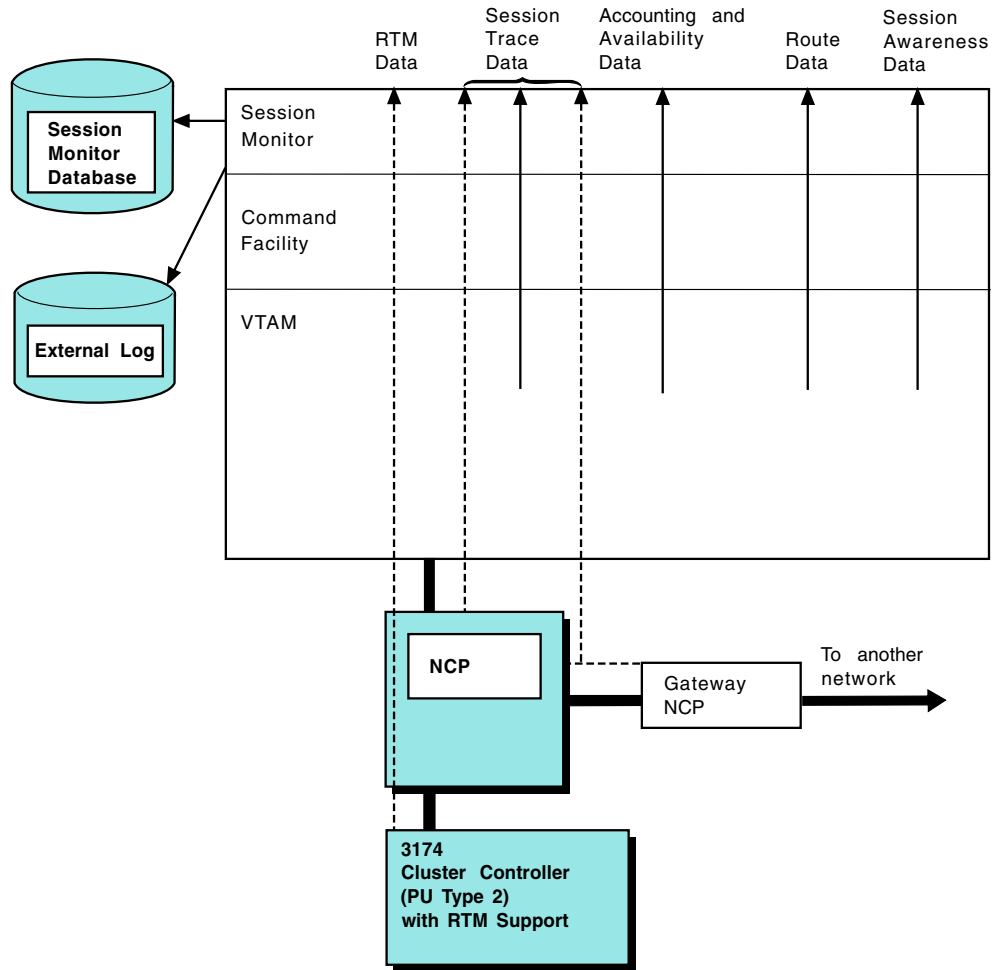 RTM
Data
Session
Trace
Data
Accounting and
Availability
Data
Route
Data
Session
Awareness
Data
Session
Monitor
Database
Session
Monitor
Command
Facility
External Log
VTAM
NCP
Gateway
NCP
To another
network
3174
Cluster Controller
(PU Type 2)
with RTM Support